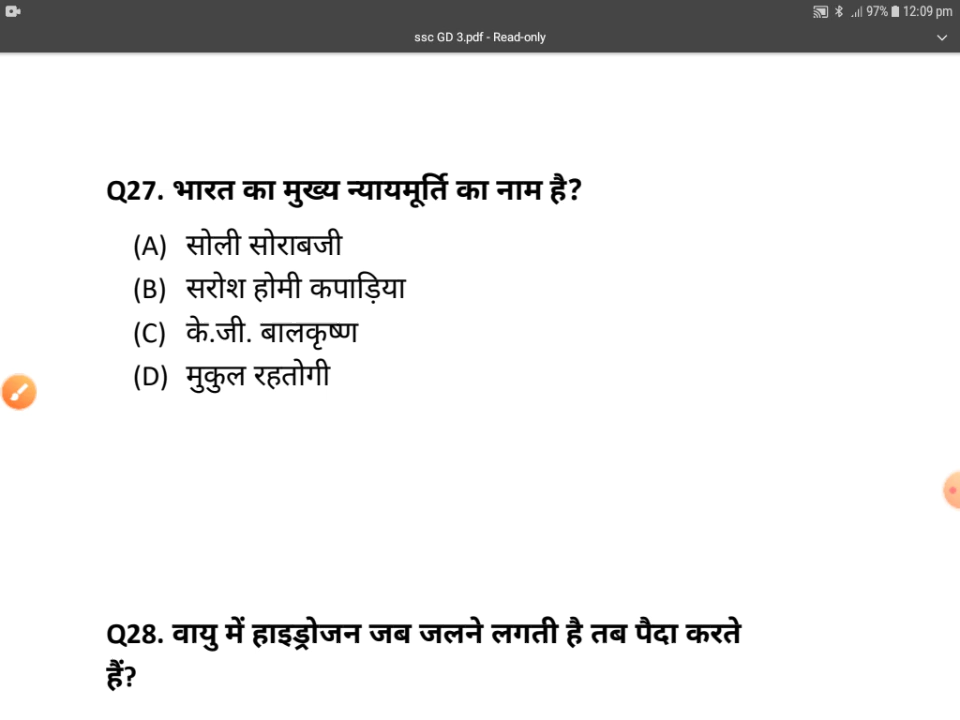 97% 12:09 pm
ssc GD 3.pdf - Read-only
Q27. भारत का मुख्य न्यायमूर्ति का नाम है?
(A) सोली सोराबजी
(B) सरोश होमी कपाड़िया
(C) के.जी. बालकृष्ण
(D) मुकुल रहतोगी
Q28. वायु में हाइड्रोजन जब जलने लगती है तब पैदा करते
हैं?